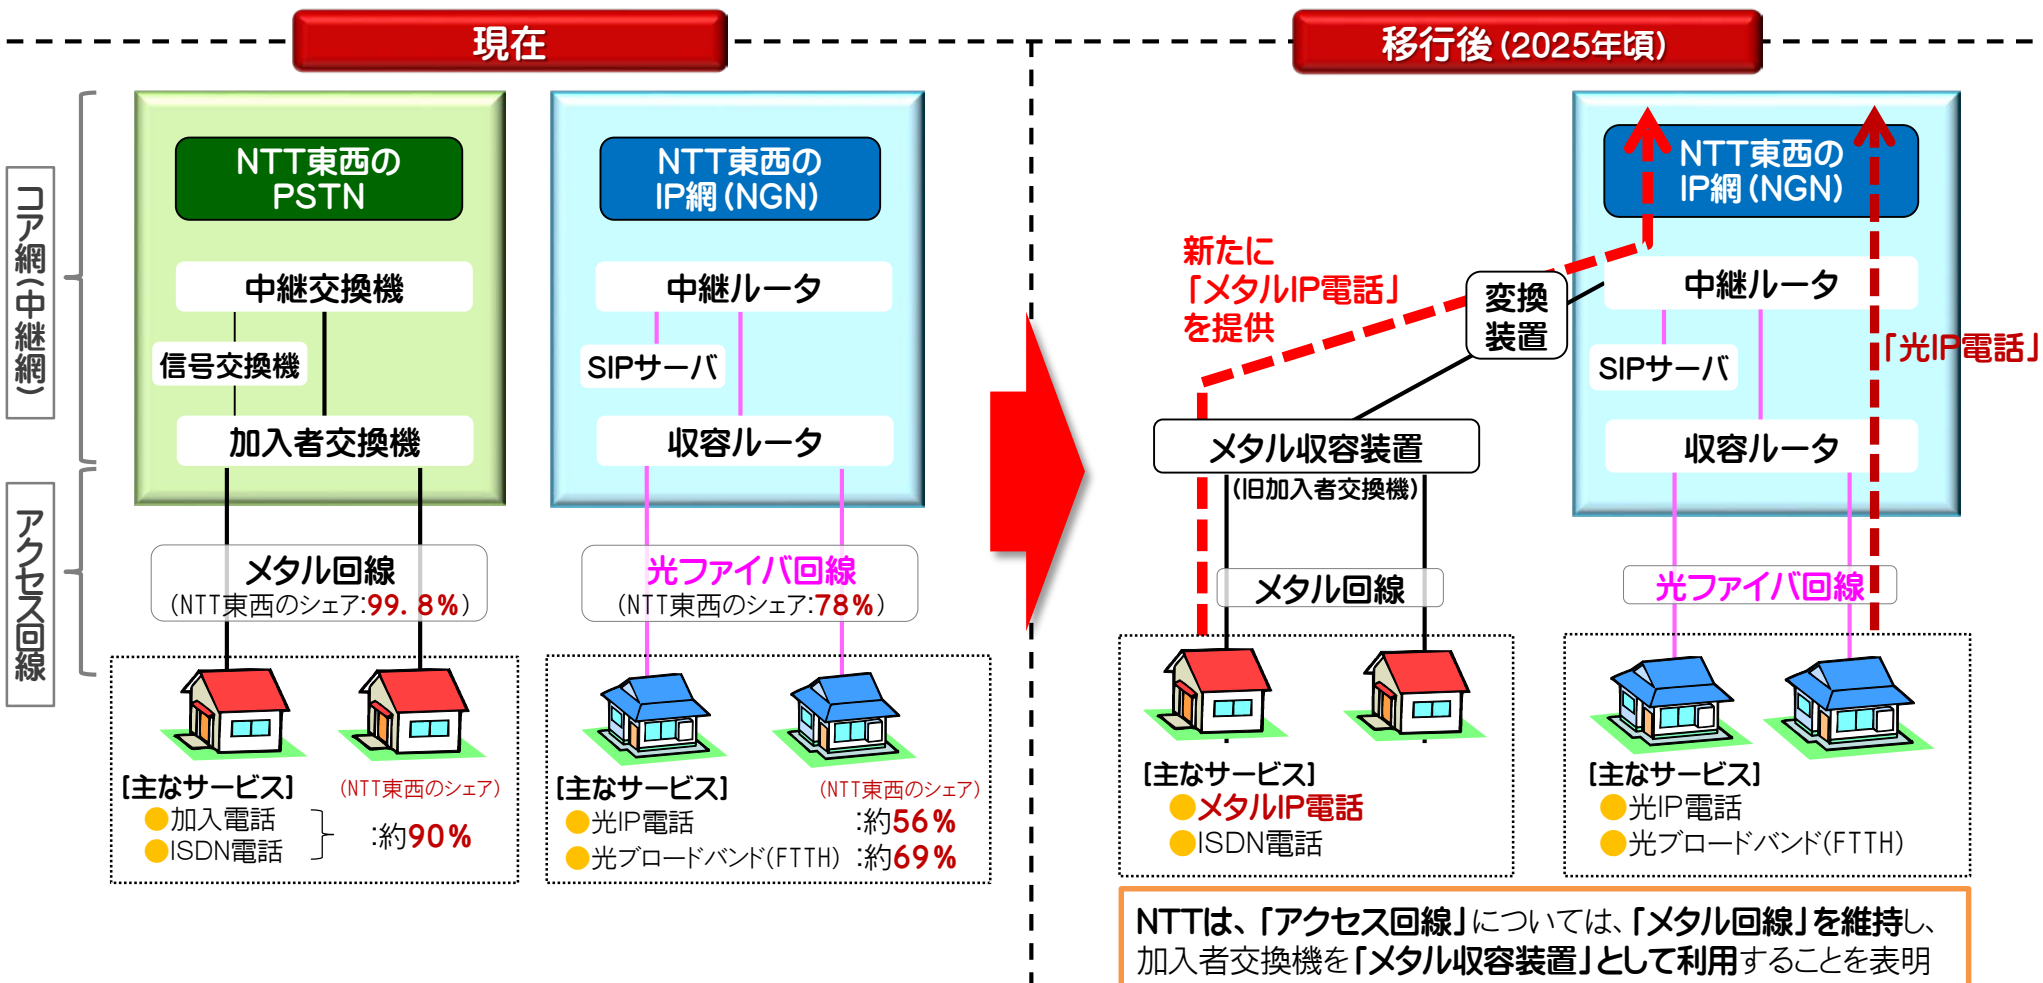 現在
移行後(2025年頃)
コア網(中継網)
アクセス回線
NTT東西の
PSTN
中継交換機
信号交換機
加入者交換機
NTT東西の
IP網(NGN)
中継ルータ
SIPサーバ
収容ルータ
メタル回線
(NTT東西のシェア:99.8%)
光ファイバ回線
(NTT東西のシェア:78%)
[主なサービス]
(NTT東西のシェア)
●加入電話
●ISDN電話
:約90%
[主なサービス]
(NTT東西のシェア)
●光IP電話 :約56%
●光ブロードバンド(FTTH) :約69%
NTT東西の
IP網(NGN)
新たに
「メタルIP電話」
を提供
変換
装置
中継ルータ
SIPサーバ
「光IP電話」
収容ルータ
メタル収容装置
(旧加入者交換機)
メタル回線
光ファイバ回線
[主なサービス]
●メタルIP電話
●ISDN電話
[主なサービス]
●光IP電話
●光ブロードバンド(FTTH)
NTTは、「アクセス回線」については、「メタル回線」を維持し、
加入者交換機を「メタル収容装置」として利用することを表明